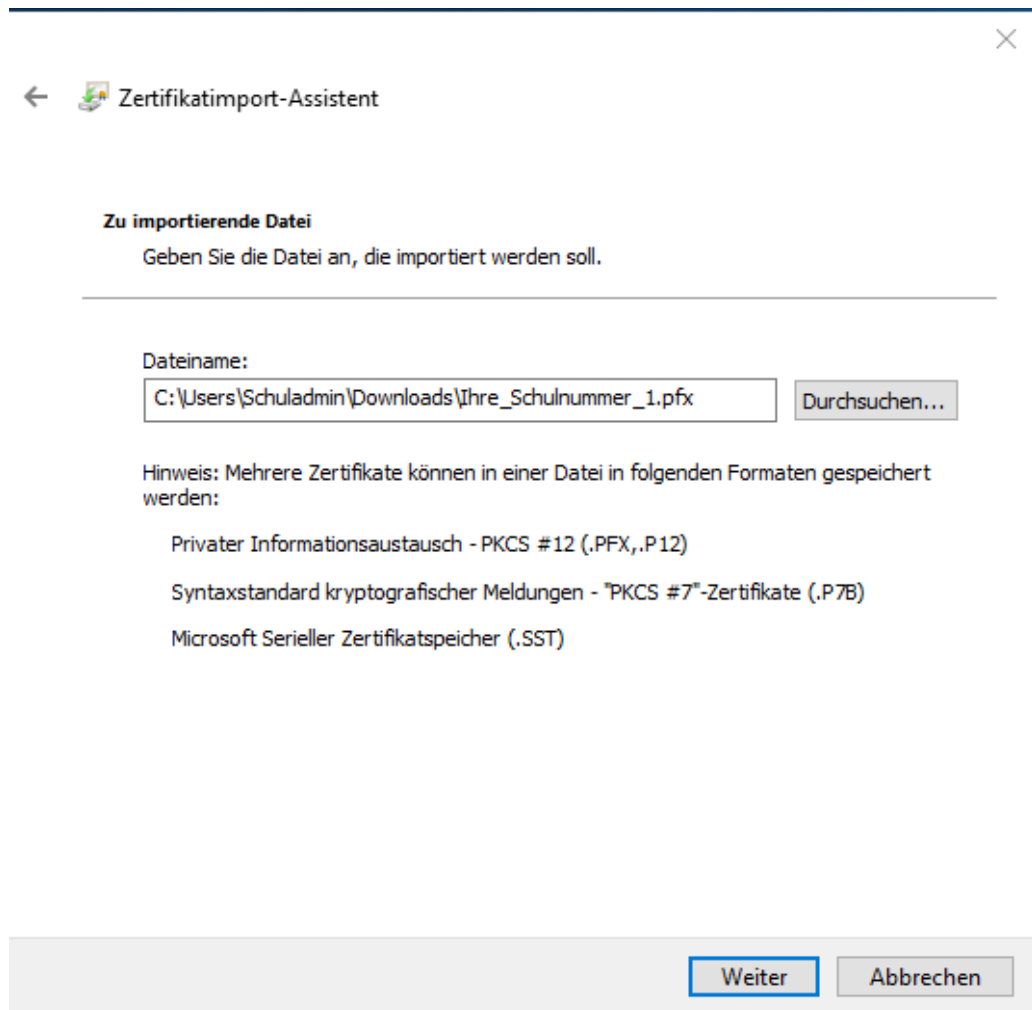 Zertifikatimport-Assistent
Zu importierende Datei
Geben Sie die Datei an, die importiert werden soll.
Dateiname:
C:\Users\Schuladmin\Downloads\Ihre_Schulnummer_1.pfx
Durchsuchen...
Hinweis: Mehrere Zertifikate können in einer Datei in folgenden Formaten gespeichert
werden:
Privater Informationsaustausch - PKCS #12 (.PFX,.P12)
Syntaxstandard kryptografischer Meldungen - "PKCS #7"-Zertifikate (.P7B)
Microsoft Serieller Zertifikatspeicher (.SST)
Weiter
Abbrechen